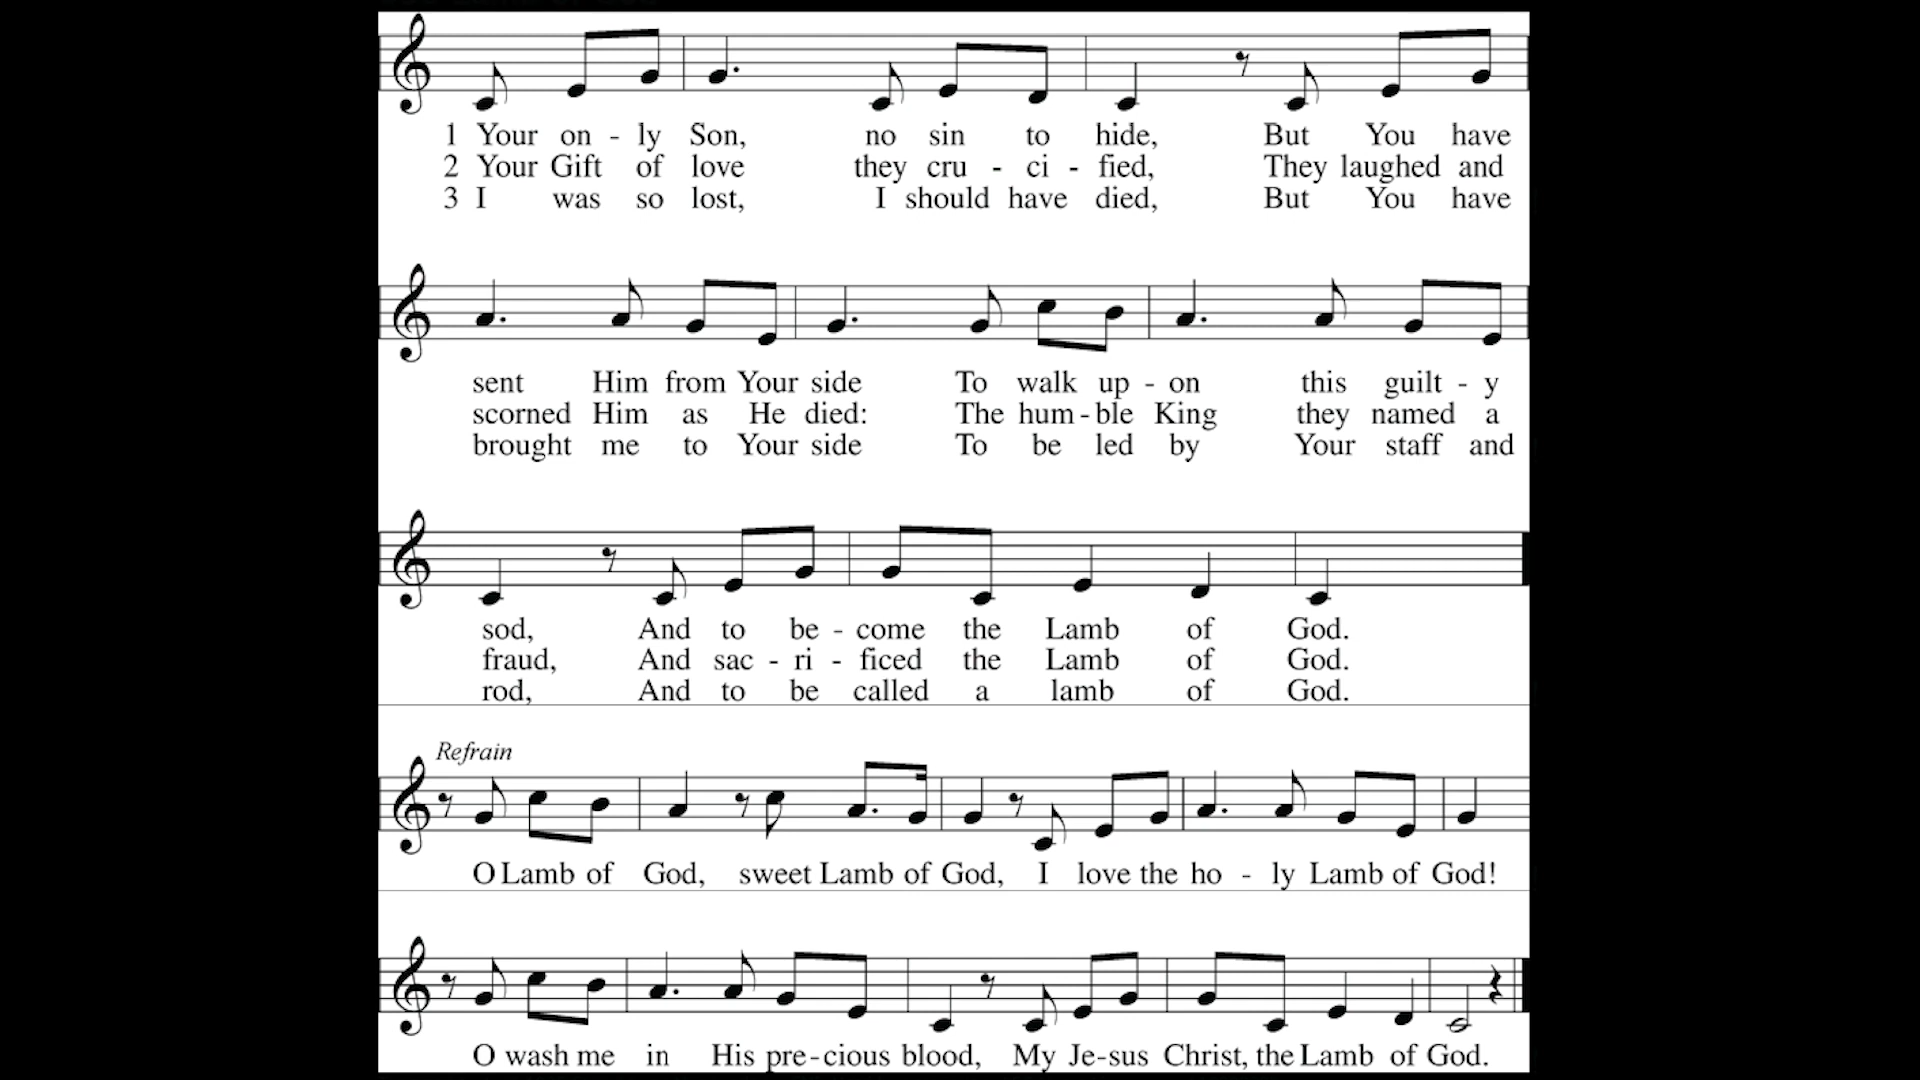 1 Your on - ly Son, no sin to hide, But You have
2 Your Gift of love they cru - ci - fied, They laughed and
3 I was so lost, I should have died, But You have
sent Him from Your side To walk up - on this guilt - y
scorned Him as He died: The hum - ble King they named a
brought me to Your side To be led by Your staff and
sod, And to be - come the Lamb of God.
fraud, And sac - ri - ficed the Lamb of God.
rod, And to be called a lamb of God.
Refrain
O Lamb of God, sweet Lamb of God, I love the ho - ly Lamb of God!
O wash me in His pre - cious blood, My Je - sus Christ, the Lamb of God.